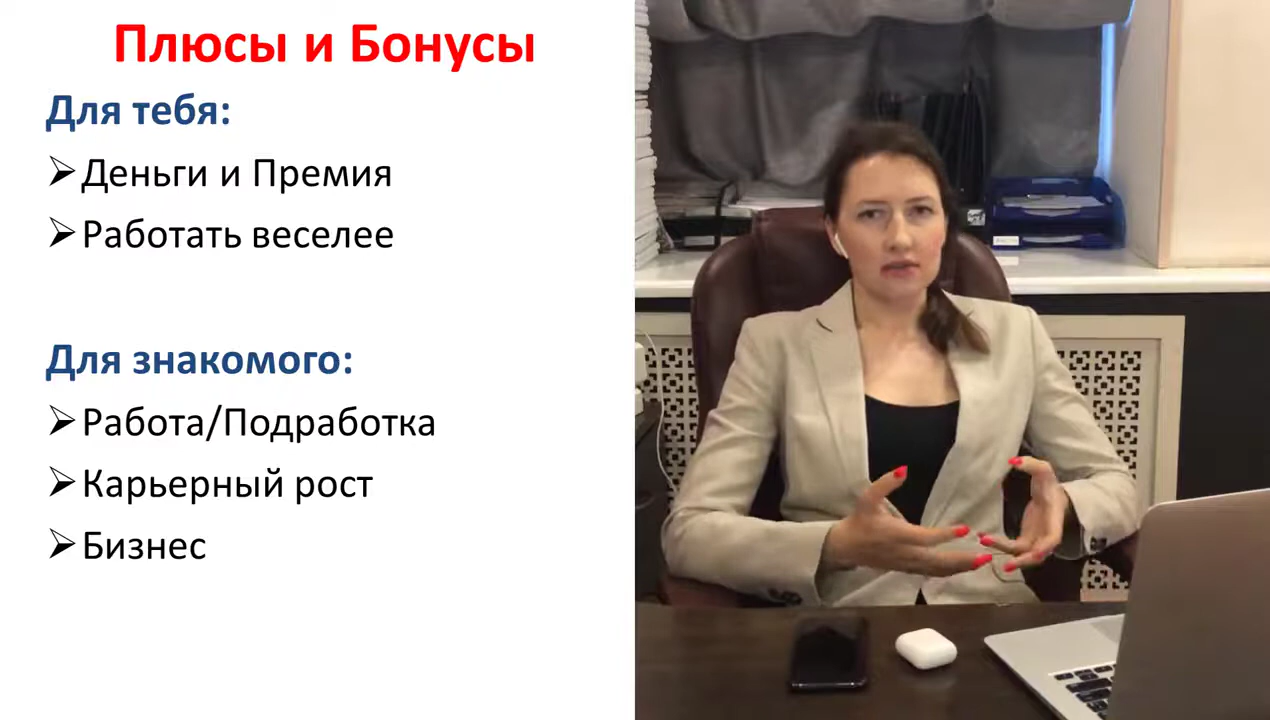 Плюсы и Бонусы
Для тебя:
Деньги и Премия
Работать веселее
Для знакомого:
Работа/Подработка
Карьерный рост
Бизнес